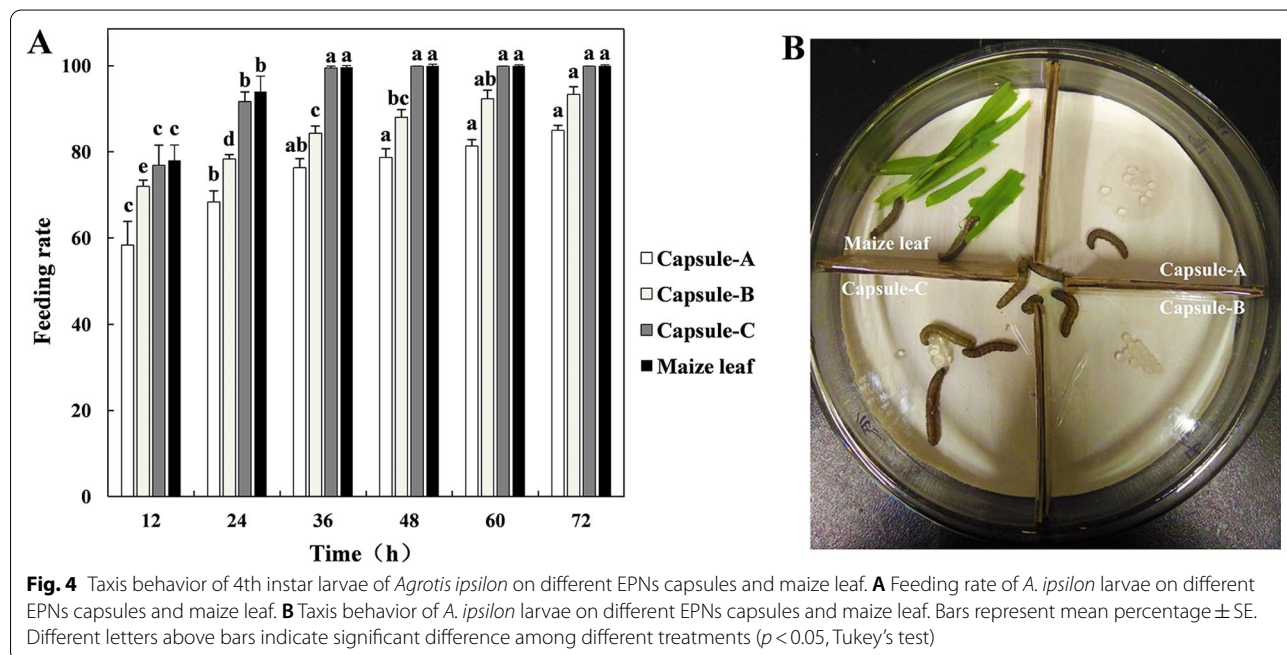 A
B
Feeding rate
100
80
60
40
20
0
c e c c
b d b b
ab c a a
a bc a a
a ab a a
a a a a
12 24 36 48 60 72
Time (h)
Capsule-A
Capsule-B
Capsule-C
Maize leaf
Maize leaf
Capsule-C
Capsule-A
Capsule-B
Fig. 4 Taxis behavior of 4th instar larvae of Agrotis ipsilon on different EPNs capsules and maize leaf. A Feeding rate of A. ipsilon larvae on different
EPNs capsules and maize leaf. B Taxis behavior of A. ipsilon larvae on different EPNs capsules and maize leaf. Bars represent mean percentage ± SE.
Different letters above bars indicate significant difference among different treatments (p < 0.05, Tukey's test)